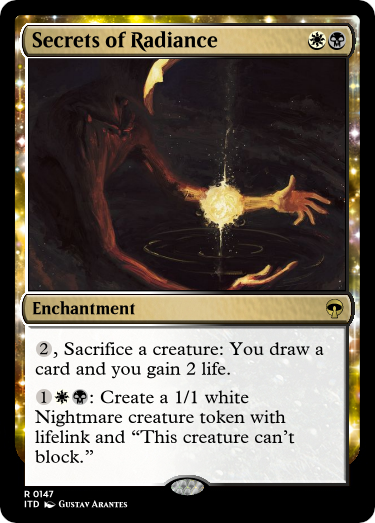 Secrets of Radiance
Enchantment
2, Sacrifice a creature: You draw a
card and you gain 2 life.
1: Create a 1/1 white
Nightmare creature token with
lifelink and “This creature can’t
block.”
R 0147
ITD Gustav Arantes